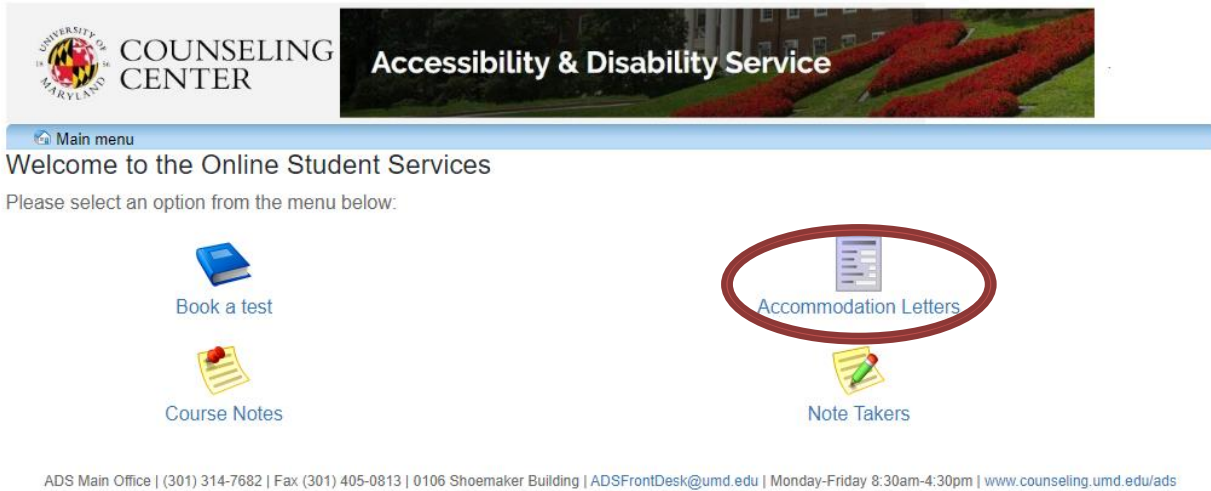 UNIVERSITY OF
18 56
MARYLAND
COUNSELING
CENTER
Accessibility & Disability Service
Main menu
Welcome to the Online Student Services
Please select an option from the menu below:
Book a test
Accommodation Letters
Course Notes
Note Takers
ADS Main Office | (301) 314-7682 | Fax (301) 405-0813 | 0106 Shoemaker Building | ADSFrontDesk@umd.edu | Monday-Friday 8:30am-4:30pm | www.counseling.umd.edu/ads